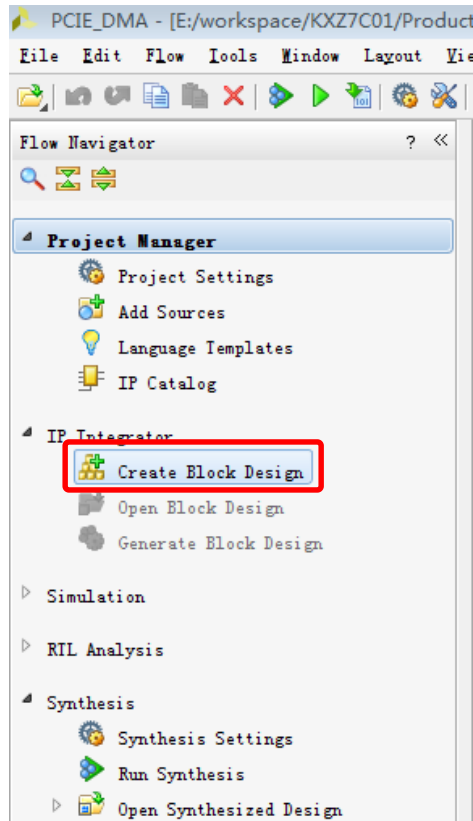 PCIE_DMA - [E:/workspace/KXZ7C01/Product
File Edit Flow Tools Window Layout Vie
Flow Navigator ? «
Project Manager
Project Settings
Add Sources
Language Templates
IP Catalog
IP Integrator
Create Block Design
Open Block Design
Generate Block Design
Simulation
RTL Analysis
Synthesis
Synthesis Settings
Run Synthesis
Open Synthesized Design